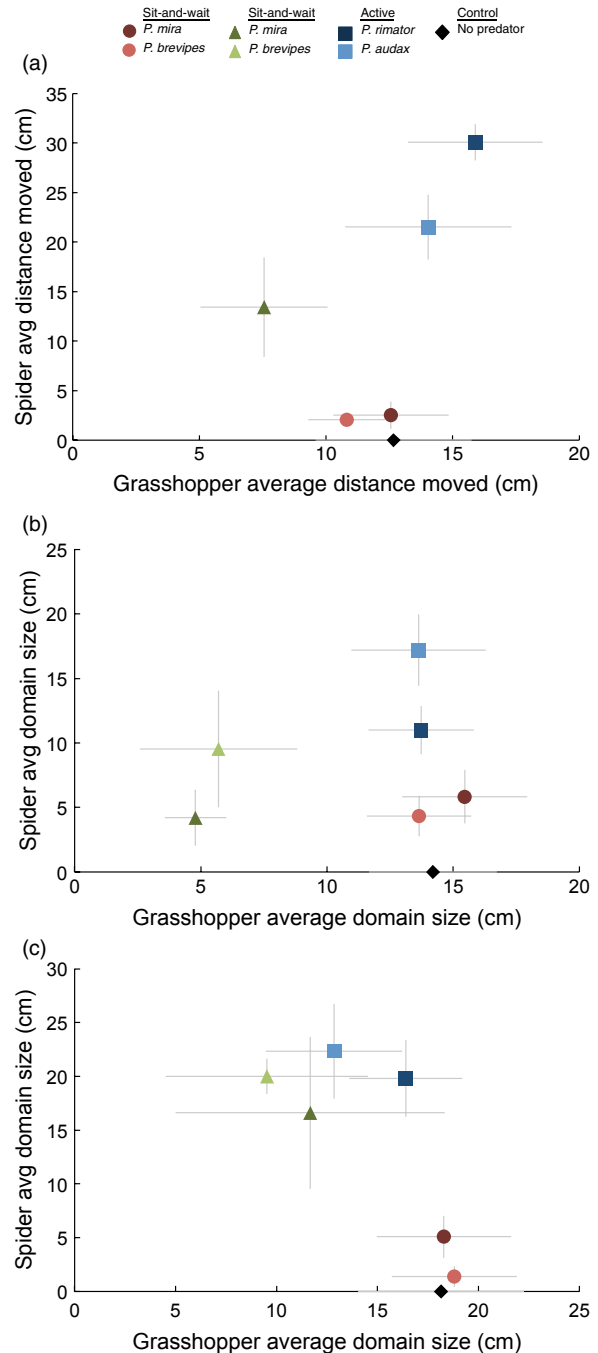 Sit-and-wait Sit-and-wait Active Control
P. mira P. mira P. rimator No predator
P. brevipes P. brevipes P. audax
(a)
35
30
25
20
15
10
5
0
0 5 10 15 20
Spider avg distance moved (cm)
Grasshopper average distance moved (cm)
(b)
25
20
15
10
5
0
0 5 10 15 20
Spider avg domain size (cm)
Grasshopper average domain size (cm)
(c)
30
25
20
15
10
5
0
0 5 10 15 20 25
Spider avg domain size (cm)
Grasshopper average domain size (cm)